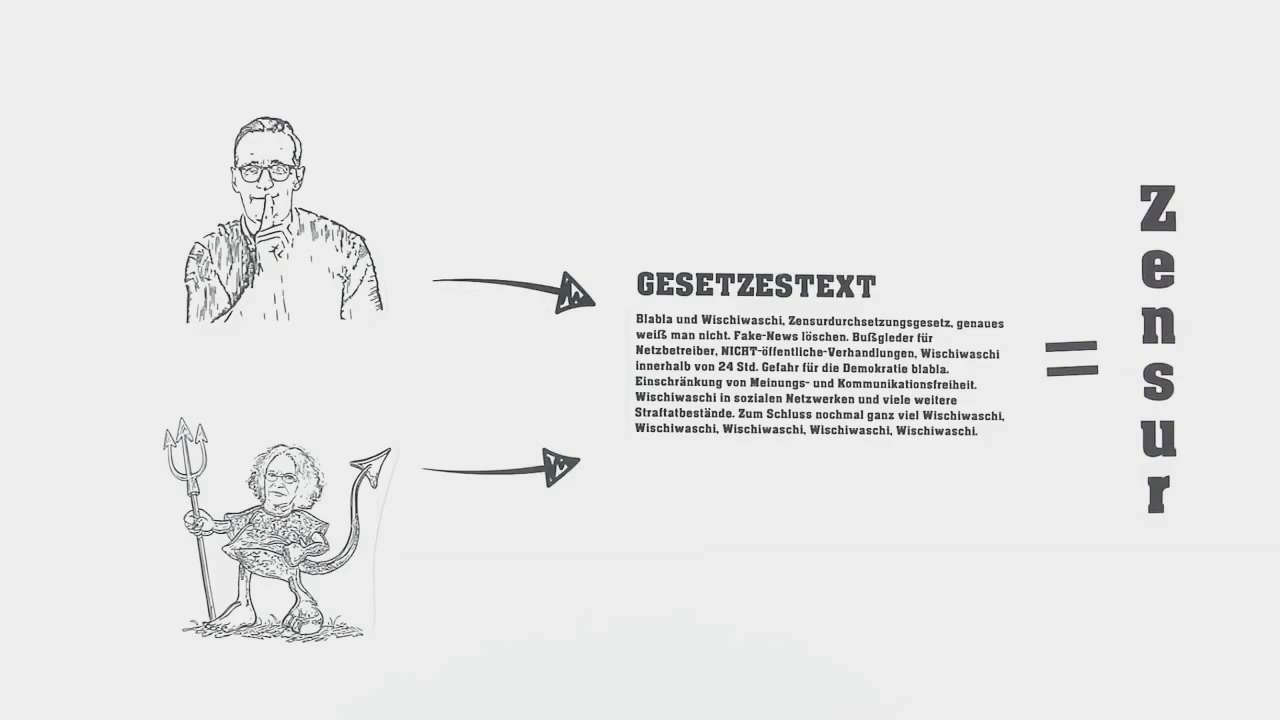 GESETZESTEXT
Blabla und Wischiwaschi, Zensurdurchsetzungsgesetz, genaues
weiß man nicht. Fake-News löschen. Bußgleder für
Netzbetreiber, NICHT-öffentliche-Verhandlungen, Wischiwaschi
innerhalb von 24 Std. Gefahr für die Demokratie blabla.
Einschränkung von Meinungs- und Kommunikationsfreiheit.
Wischiwaschi in sozialen Netzwerken und viele weitere
Straftatbestände. Zum Schluss nochmal ganz viel Wischiwaschi,
Wischiwaschi, Wischiwaschi, Wischiwaschi, Wischiwaschi.
=
Zensur